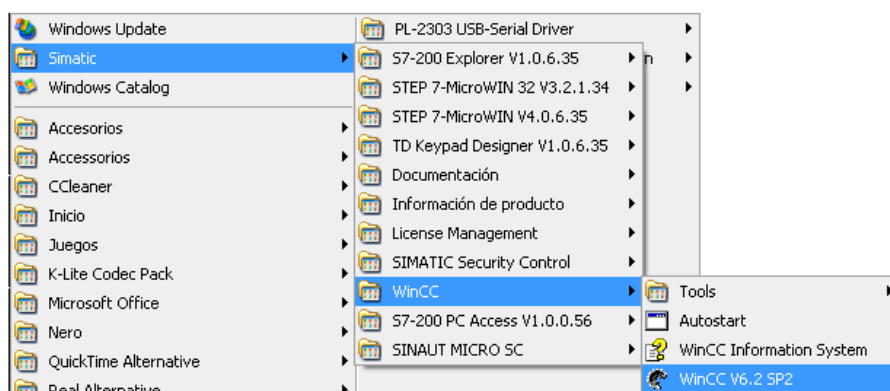 Windows Update
Simatic
Windows Catalog
Accesorios
Accessorios
CCleaner
Inicio
Juegos
K-Lite Codec Pack
Microsoft Office
Nero
QuickTime Alternative
Real Alternative
PL-2303 USB-Serial Driver
n
S7-200 Explorer V1.0.6.35
STEP 7-MicroWIN 32 V3.2.1.34
STEP 7-MicroWIN V4.0.6.35
TD Keypad Designer V1.0.6.35
Documentación
Información de producto
License Management
SIMATIC Security Control
WinCC
S7-200 PC Access V1.0.0.56
SINAUT MICRO SC
Tools
Autostart
WinCC Information System
WinCC V6.2 SP2